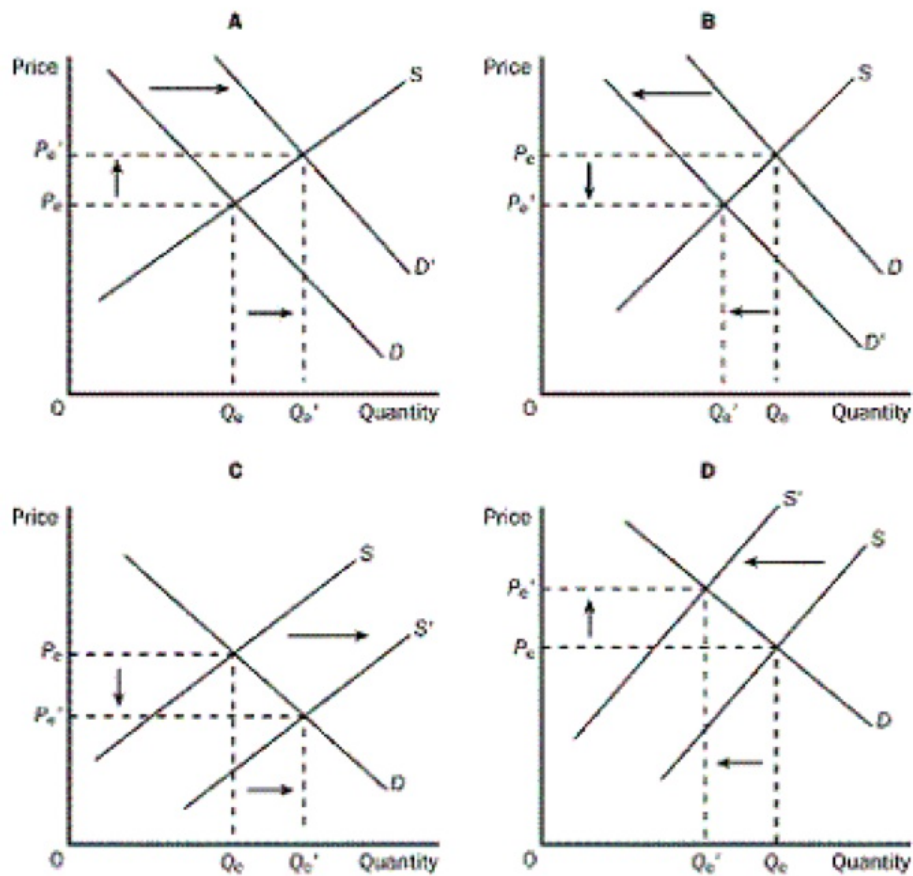 A
Price
S
Pe'
Pe
D'
D
O
Qe
Qe'
Quantity
B
Price
S
Pe
Pe'
D
D'
O
Qe'
Qe
Quantity
C
Price
S
S'
Pe
Pe'
D
O
Qe
Qe'
Quantity
D
Price
S'
S
Pe'
Pe
D
O
Qe'
Qe
Quantity